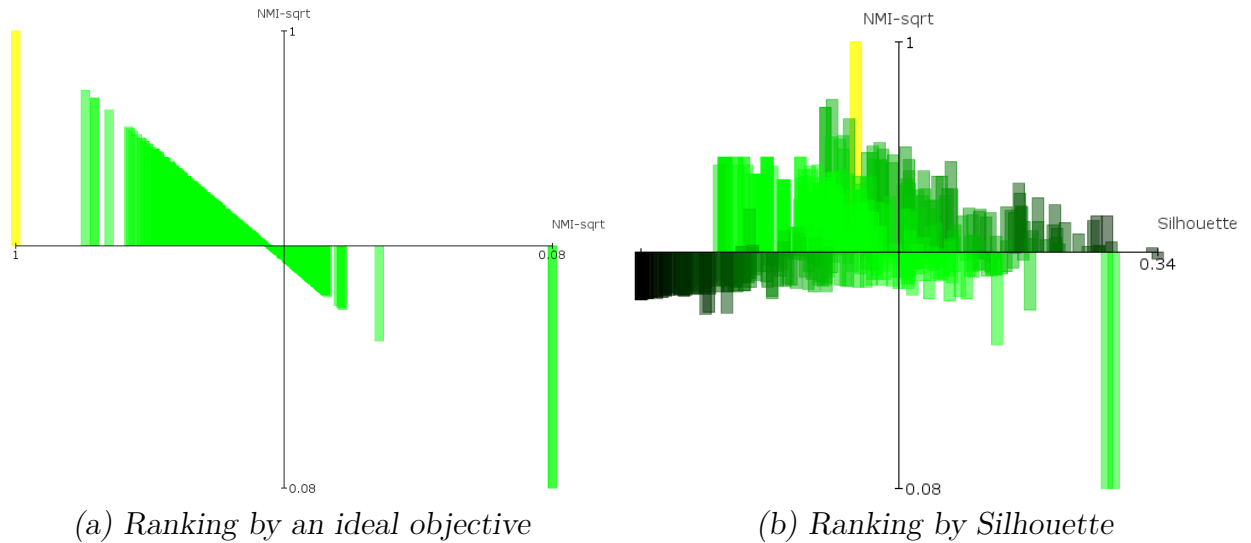 NMI-sqrt
1
NMI-sqrt
1
0.08
0.08
(a) Ranking by an ideal objective
NMI-sqrt
1
Silhouette
0.34
0.08
(b) Ranking by Silhouette